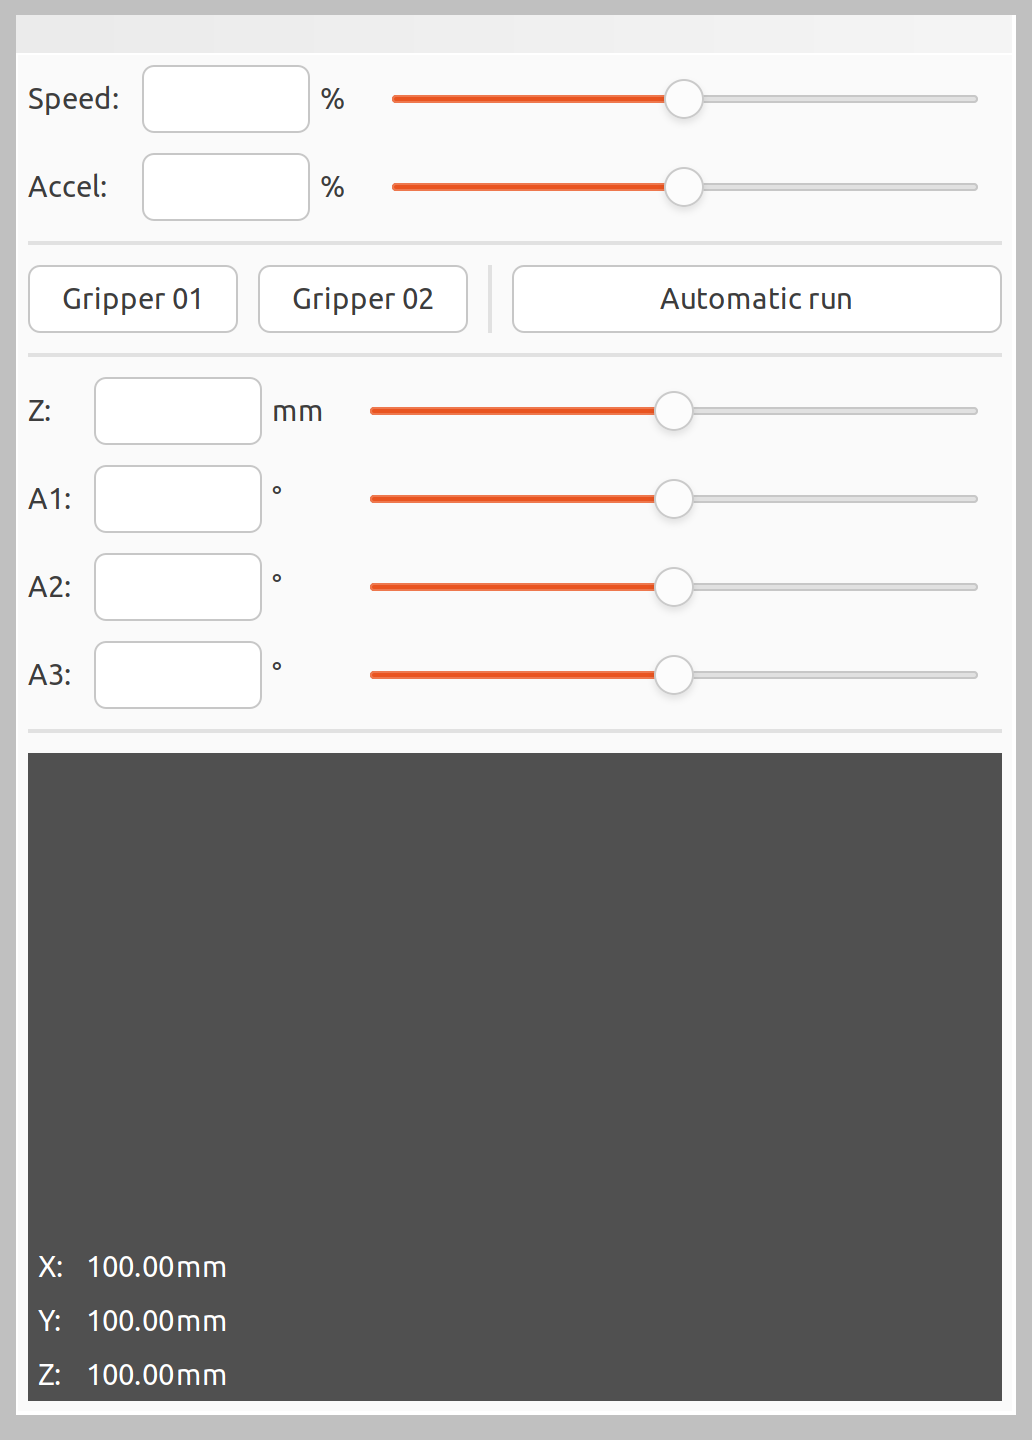 Speed: %
Accel: %
Gripper 01 Gripper 02 Automatic run
Z: mm
A1: °
A2: °
A3: °
X: 100.00mm
Y: 100.00mm
Z: 100.00mm